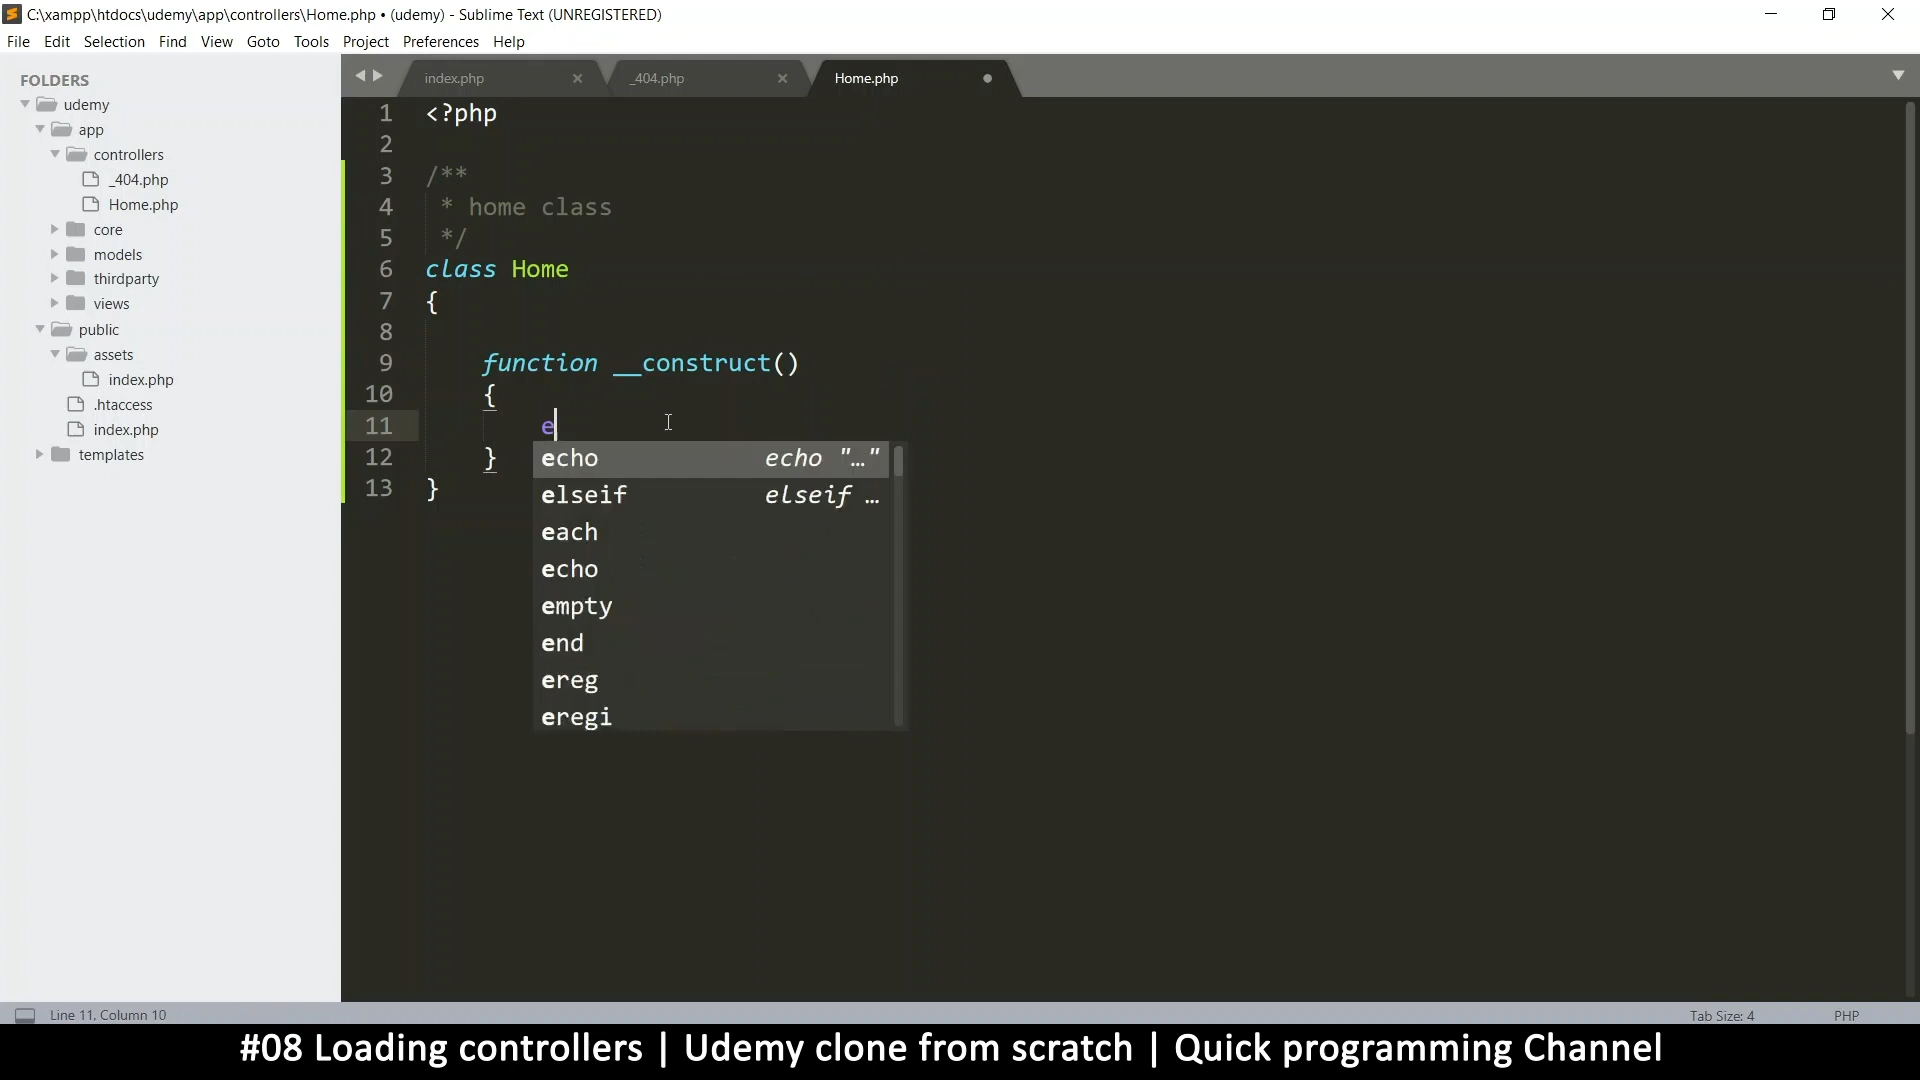 C:\xampp\htdocs\udemy\app\controllers\Home.php • (udemy) - Sublime Text (UNREGISTERED)
File Edit Selection Find View Goto Tools Project Preferences Help
FOLDERS
udemy
app
controllers
_404.php
Home.php
core
models
thirdparty
views
public
assets
index.php
.htaccess
index.php
templates
index.php _404.php Home.php
1 <?php
2
3 /**
4 * home class
5 */
6 class Home
7 {
8
9 function __construct()
10 {
11 e
12 }
13 }
echo echo "…"
elseif elseif …
each
echo
empty
end
ereg
eregi
Line 11, Column 10 Tab Size: 4 PHP
#08 Loading controllers | Udemy clone from scratch | Quick programming Channel